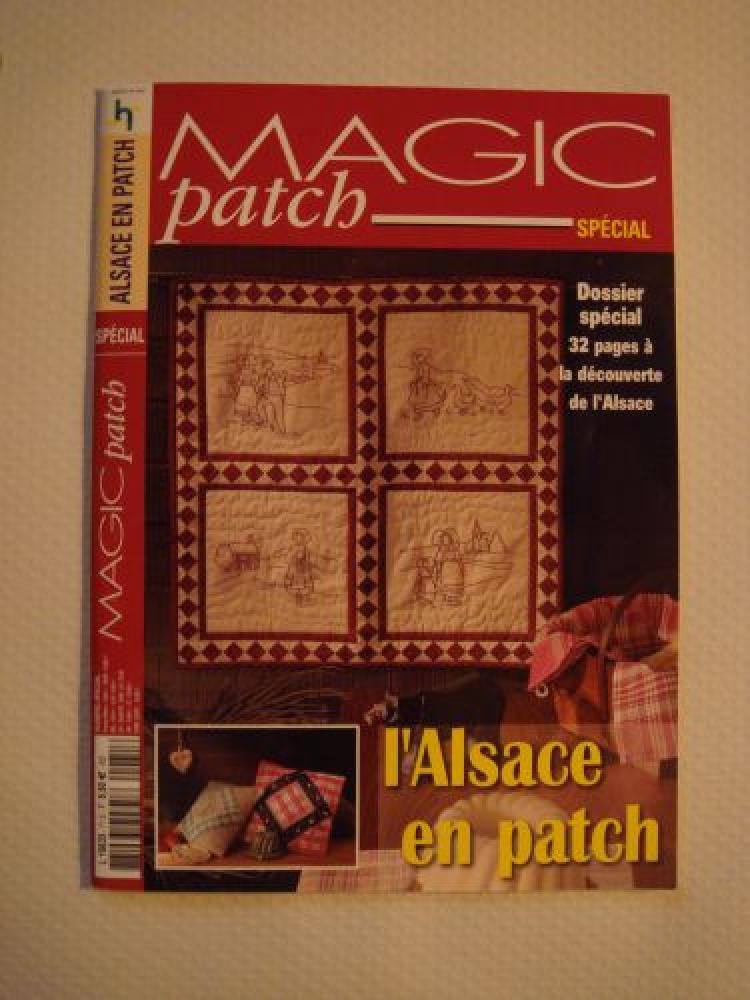 MAGIC
patch
SPÉCIAL
Dossier
spécial
32 pages à
la découverte
de l'Alsace
l'Alsace
en patch
ALSACE EN PATCH
SPÉCIAL
MAGIC patch